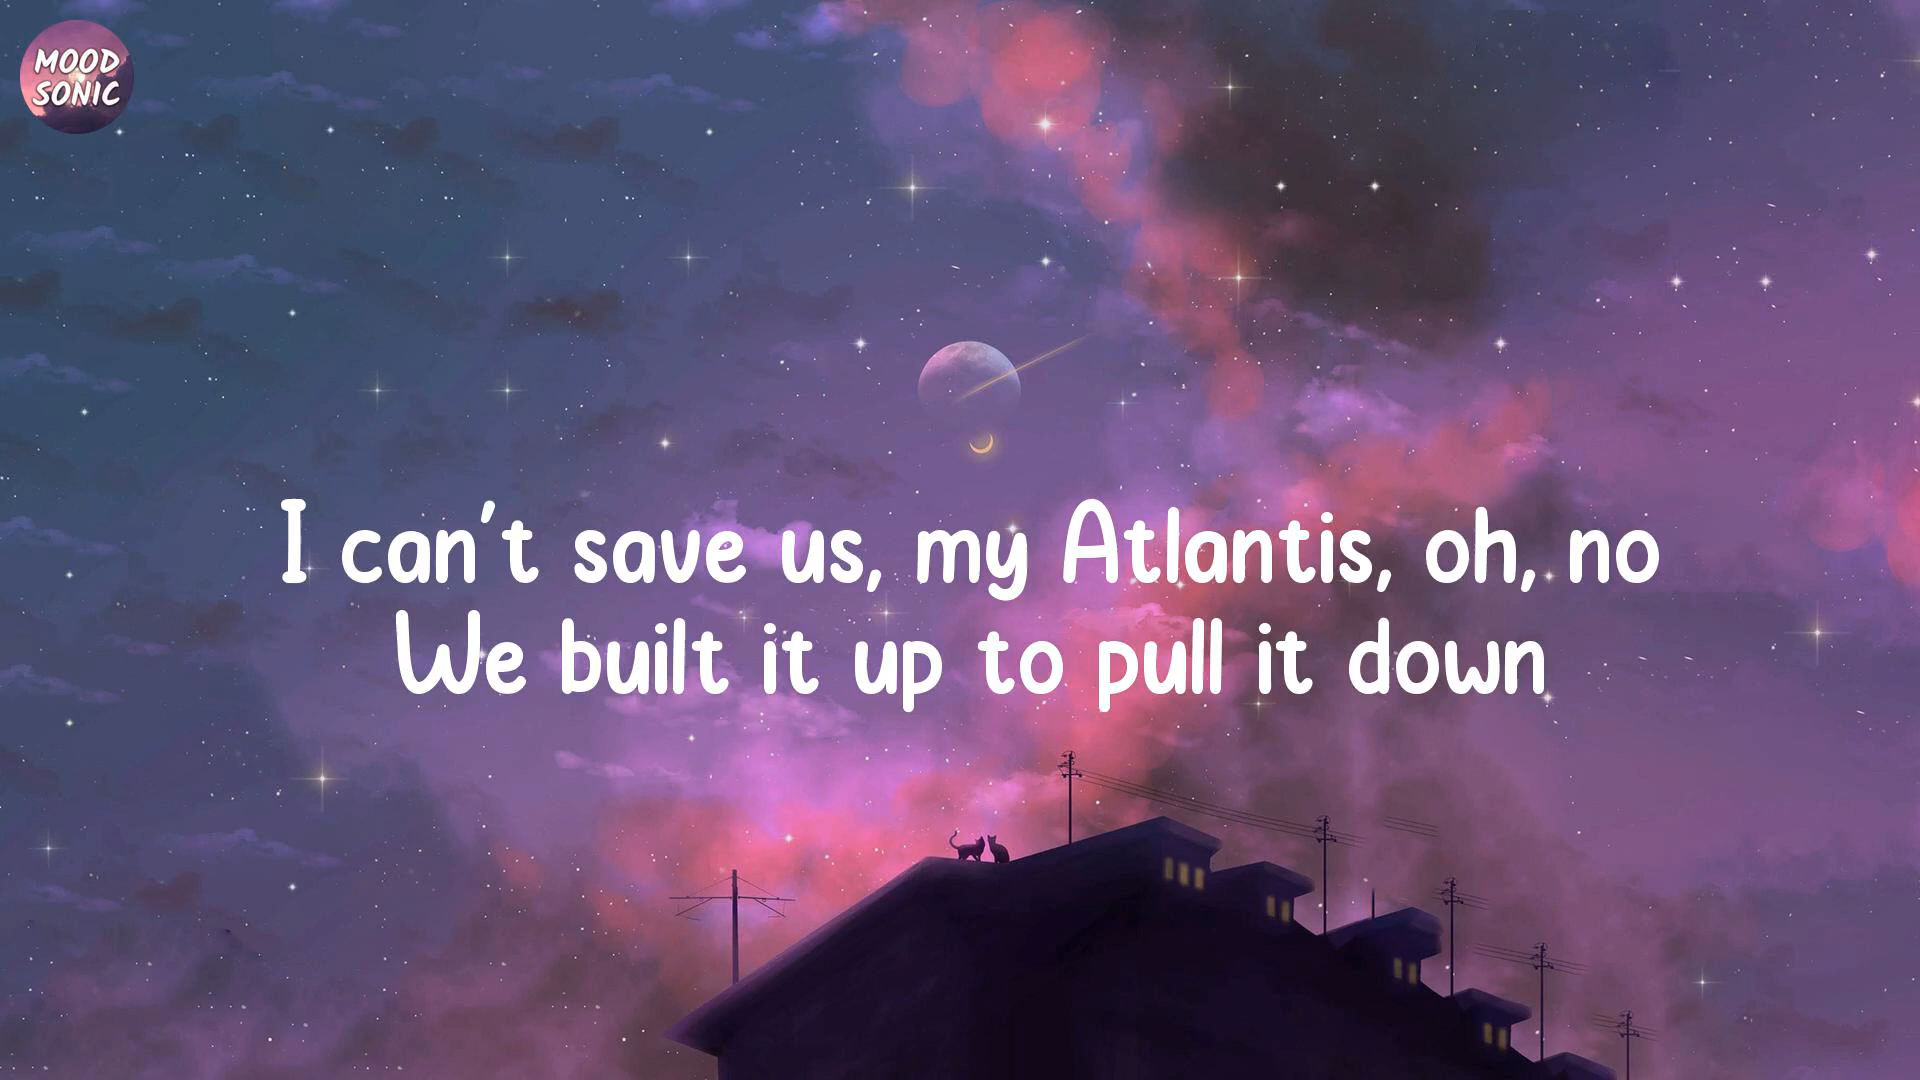 MOOD
SONIC
I can't save us, my Atlantis, oh, no
We built it up to pull it down